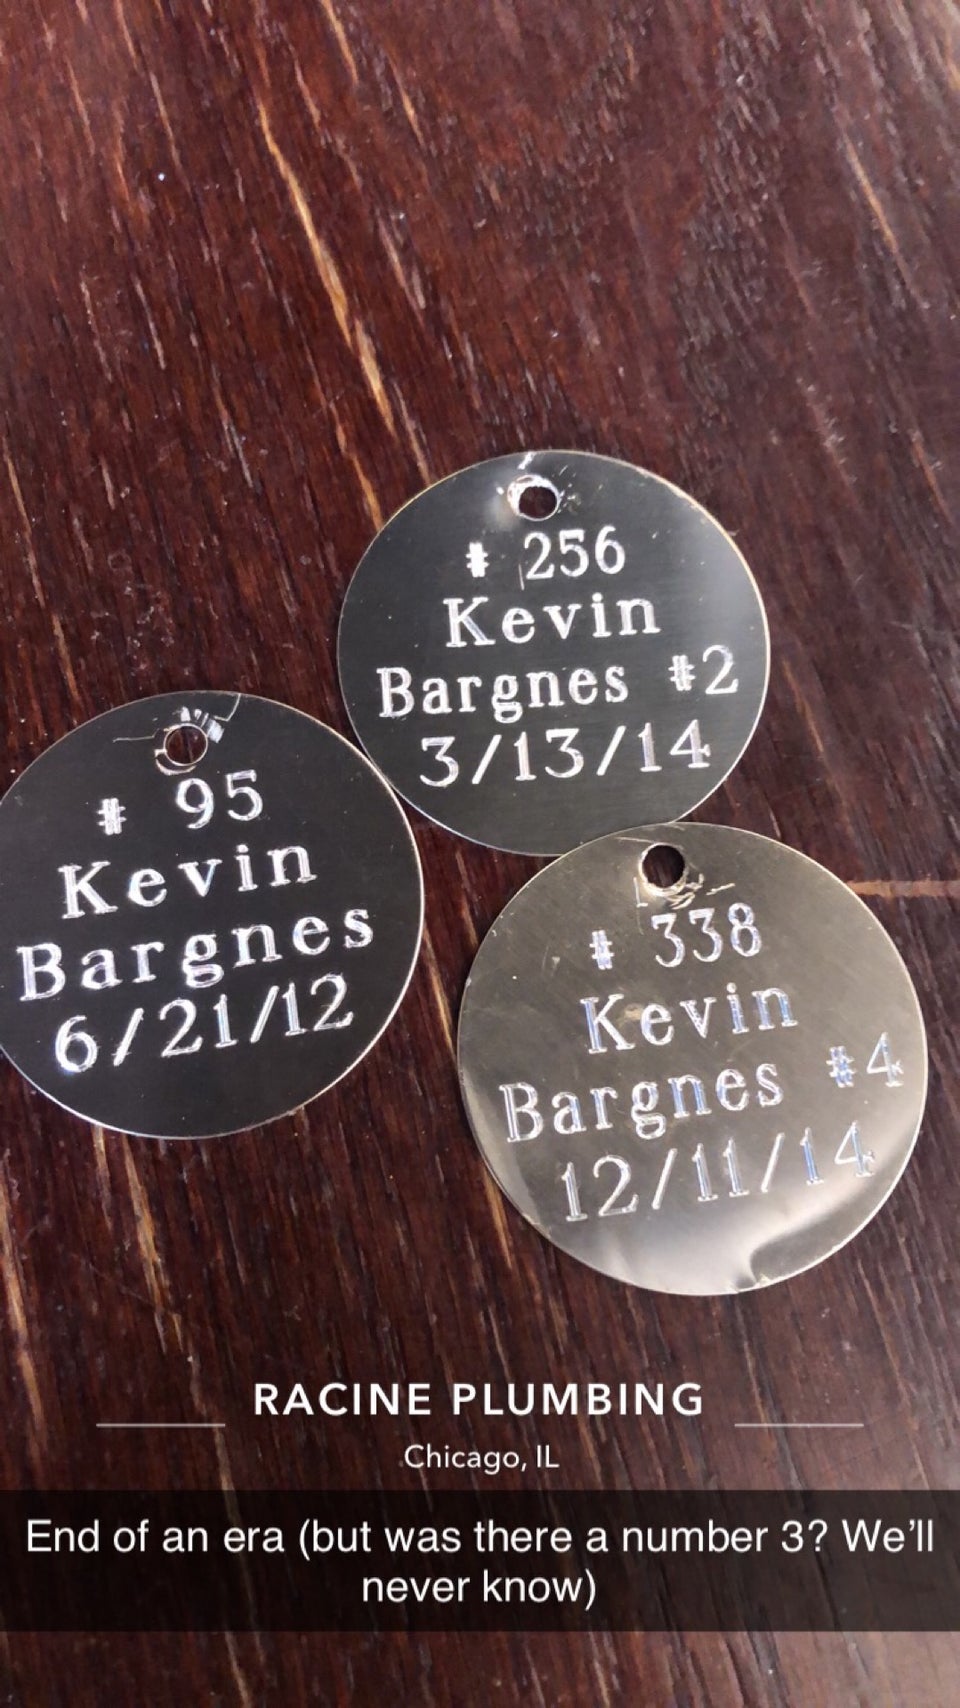 # 256
Kevin
Bargnes #2
3/13/14
# 95
Kevin
Bargnes
6/21/12
# 338
Kevin
Bargnes #4
12/11/14
RACINE PLUMBING
Chicago, IL
End of an era (but was there a number 3? We’ll
never know)